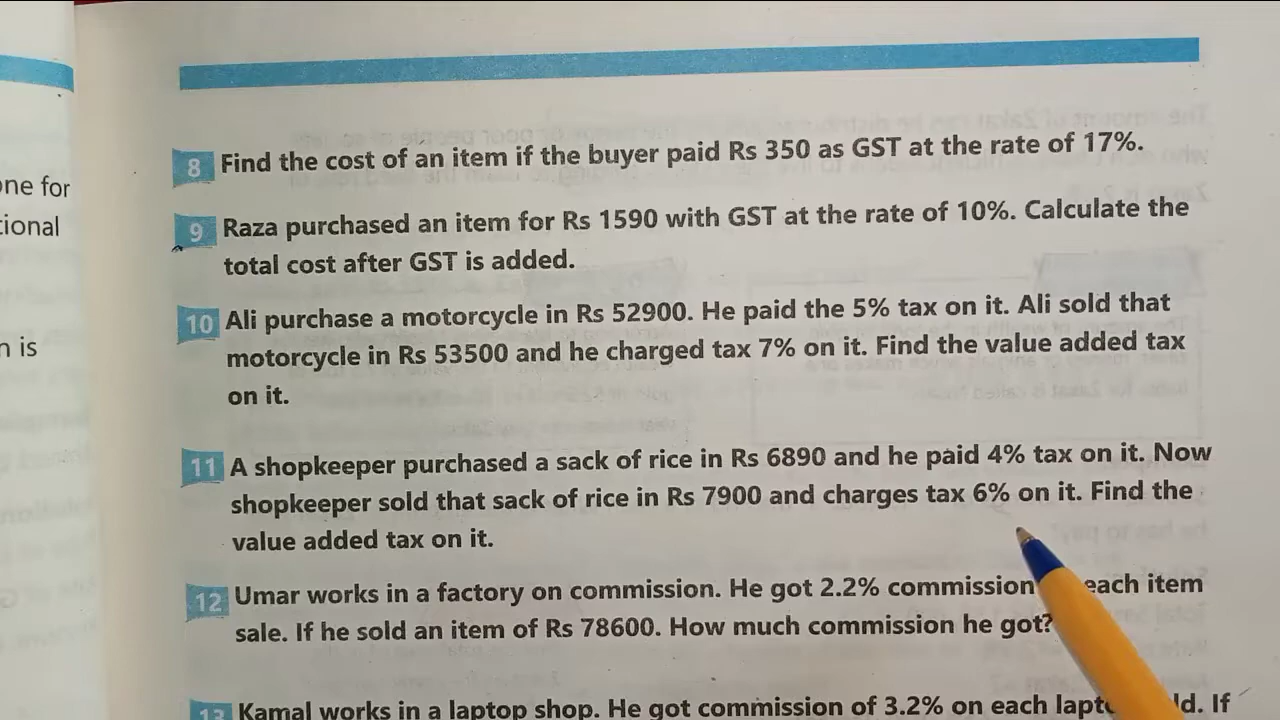 one for
tional
n is
8 Find the cost of an item if the buyer paid Rs 350 as GST at the rate of 17%.
9 Raza purchased an item for Rs 1590 with GST at the rate of 10%. Calculate the
total cost after GST is added.
10 Ali purchase a motorcycle in Rs 52900. He paid the 5% tax on it. Ali sold that
motorcycle in Rs 53500 and he charged tax 7% on it. Find the value added tax
on it.
11 A shopkeeper purchased a sack of rice in Rs 6890 and he paid 4% tax on it. Now
shopkeeper sold that sack of rice in Rs 7900 and charges tax 6% on it. Find the
value added tax on it.
12 Umar works in a factory on commission. He got 2.2% commission each item
sale. If he sold an item of Rs 78600. How much commission he got?
13 Kamal works in a laptop shop. He got commission of 3.2% on each If